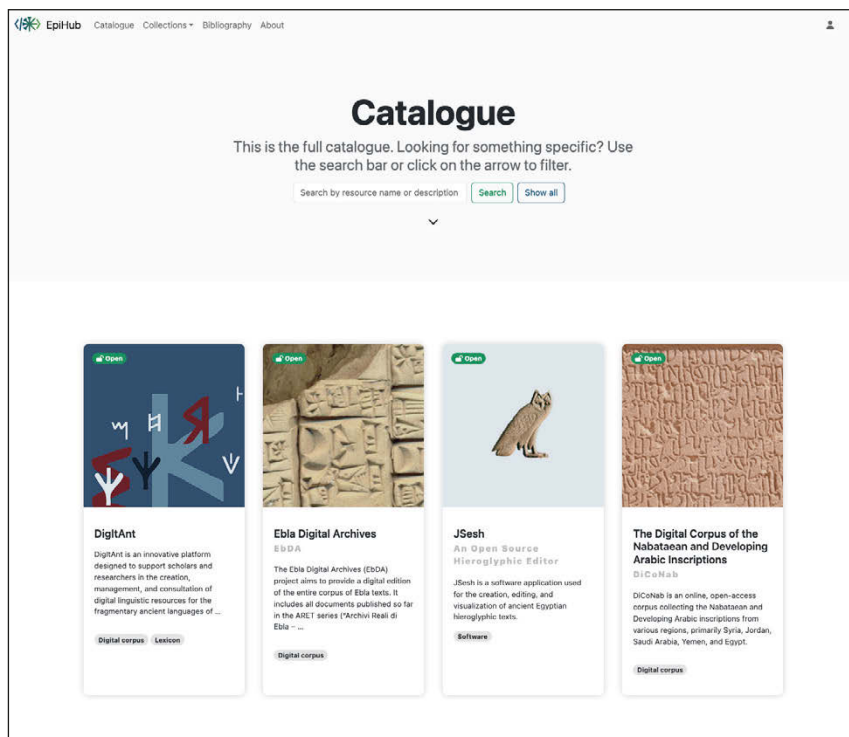 EpiHub Catalogue Collections Bibliography About
Catalogue
This is the full catalogue. Looking for something specific? Use
the search bar or click on the arrow to filter.
Search by resource name or description Search Show all
Open
DigItAnt
DigItAnt is an innovative platform
designed to support scholars and
researchers in the creation,
management, and consultation of
digital linguistic resources for the
fragmentary ancient languages of ...
Digital corpus Lexicon
Open
Ebla Digital Archives
EbDA
The Ebla Digital Archives (EbDA)
project aims to provide a digital edition
of the entire corpus of Ebla texts. It
includes all documents published so far
in the ARET series ("Archivi Reali di
Ebla – ...
Digital corpus
Open
JSesh
An Open Source
Hieroglyphic Editor
JSesh is a software application used
for the creation, editing, and
visualization of ancient Egyptian
hieroglyphic texts.
Software
Open
The Digital Corpus of the
Nabataean and Developing
Arabic Inscriptions
DiCoNab
DiCoNab is an online, open-access
corpus collecting the Nabataean and
Developing Arabic inscriptions from
various regions, primarily Syria, Jordan,
Saudi Arabia, Yemen, and Egypt.
Digital corpus